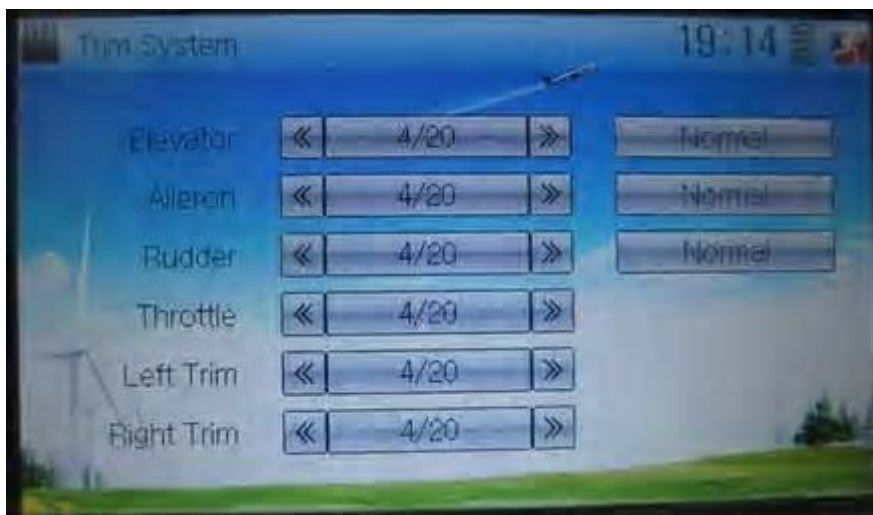 Trim System 19:14
Elevator « 4/20 » Normal
Aileron « 4/20 » Normal
Rudder « 4/20 » Normal
Throttle « 4/20 »
Left Trim « 4/20 »
Right Trim « 4/20 »